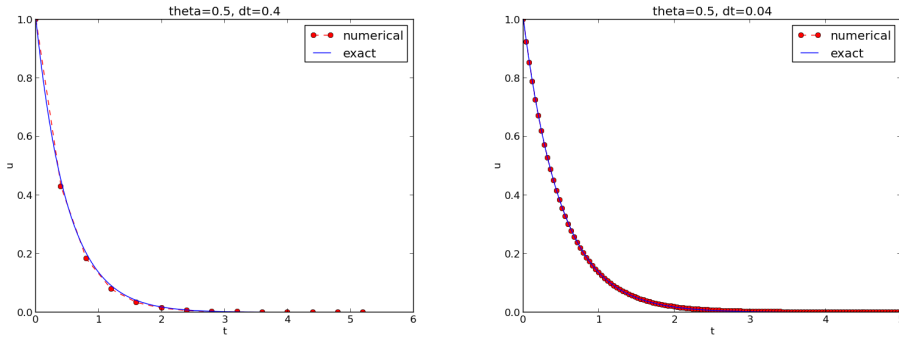 theta=0.5, dt=0.4
1.0
0.8
0.6
0.4
0.2
0.0
u
0 1 2 3 4 5 6
t
numerical
exact
theta=0.5, dt=0.04
1.0
0.8
0.6
0.4
0.2
0.0
u
0 1 2 3 4
t
numerical
exact